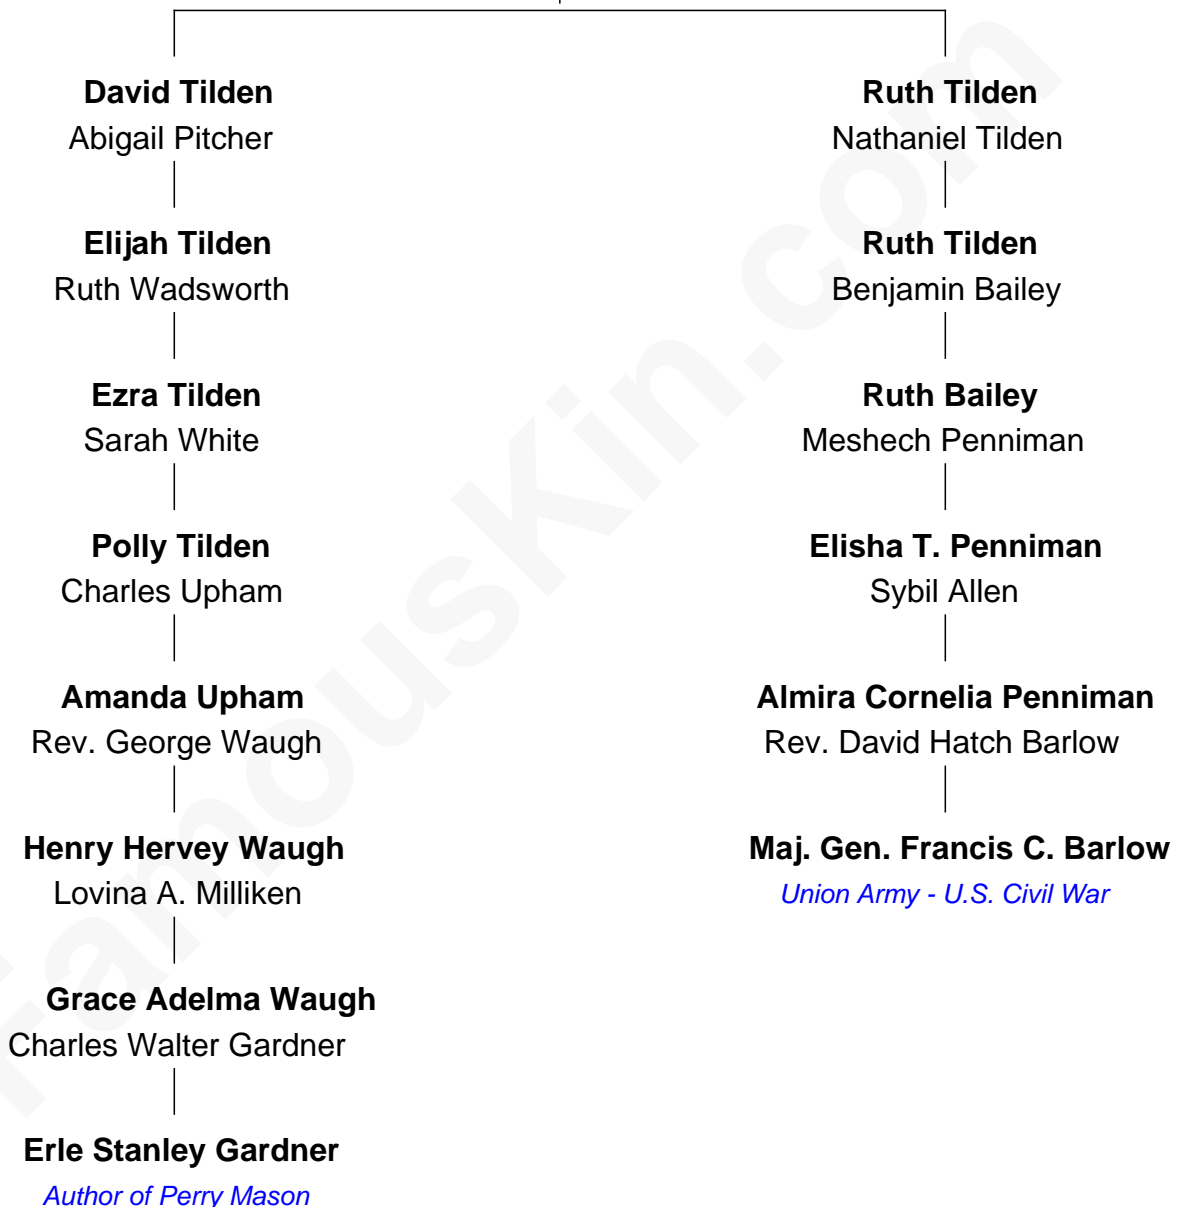 David Tilden
Abigail Pitcher
Elijah Tilden
Ruth Wadsworth
Ezra Tilden
Sarah White
Polly Tilden
Charles Upham
Amanda Upham
Rev. George Waugh
Henry Hervey Waugh
Lovina A. Milliken
Grace Adelma Waugh
Charles Walter Gardner
Erle Stanley Gardner
Author of Perry Mason
Ruth Tilden
Nathaniel Tilden
Ruth Tilden
Benjamin Bailey
Ruth Bailey
Meshech Penniman
Elisha T. Penniman
Sybil Allen
Almira Cornelia Penniman
Rev. David Hatch Barlow
Maj. Gen. Francis C. Barlow
Union Army - U.S. Civil War
FamousKin.com